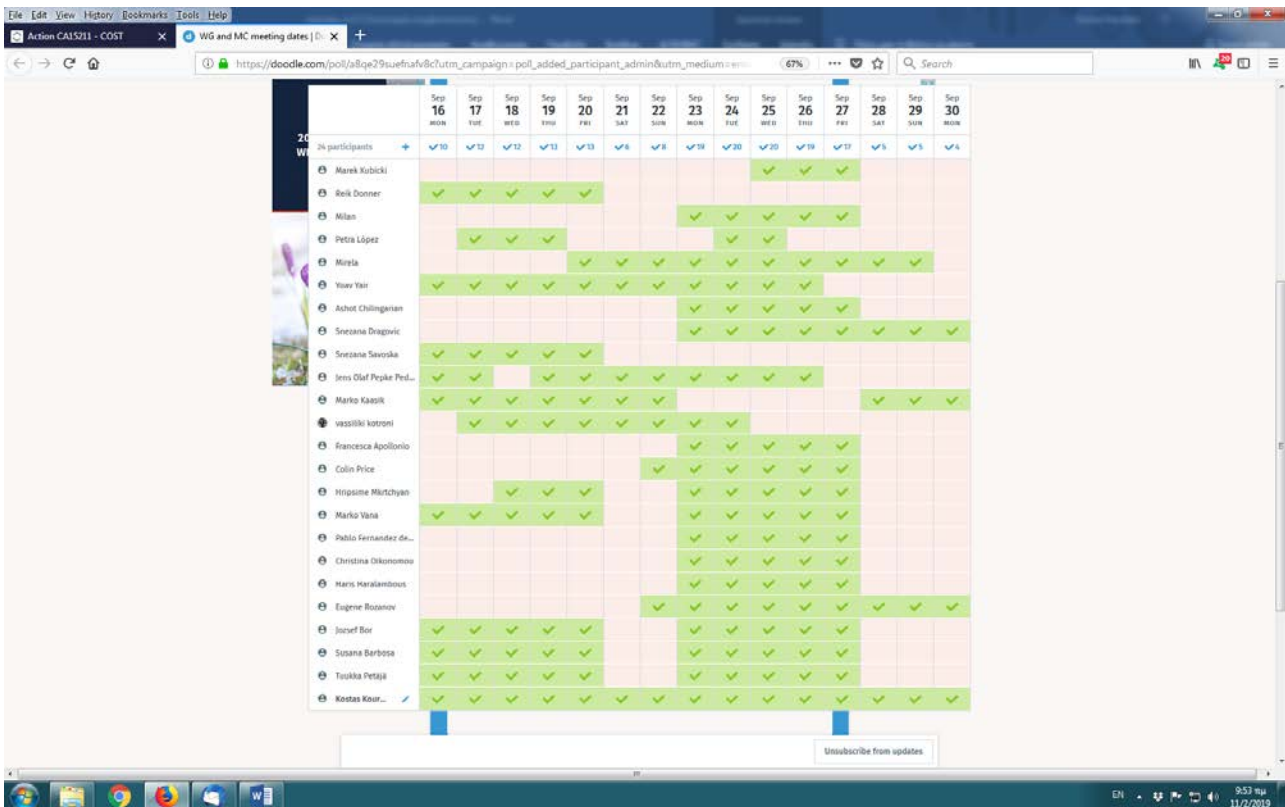 File Edit View History Bookmarks Tools Help
Action CA15211 - COST
WG and MC meeting dates | D
https://doodle.com/poll/a8qe29suefnafv8c?utm_campaign=poll_added_participant_admin&utm_medium=em
67%
Search
20
Sep Sep Sep Sep Sep Sep Sep Sep Sep Sep Sep Sep Sep Sep Sep
16 17 18 19 20 21 22 23 24 25 26 27 28 29 30
MON TUE WED THU FRI SAT SUN MON TUE WED THU FRI SAT SUN MON
20
WI
24 participants + 10 12 12 13 13 6 8 19 20 20 19 17 5 5 4
Marek Kubicki
Reik Donner
Milan
Petra López
Mirela
Yoav Yair
Ashot Chilingarian
Snezana Dragovic
Snezana Savoska
Jens Olaf Pepke Ped...
Marko Kaasik
vassiliki kotroni
Francesca Apollonio
Colin Price
Hripsime Mkrtchyan
Marko Vana
Pablo Fernandez de...
Christina Oikonomou
Haris Haralambous
Eugene Rozanov
Jozsef Bor
Susana Barbosa
Tuukka Petäjä
Kostas Kour...
Unsubscribe from updates
EN
9:53 πμ
11/2/2019